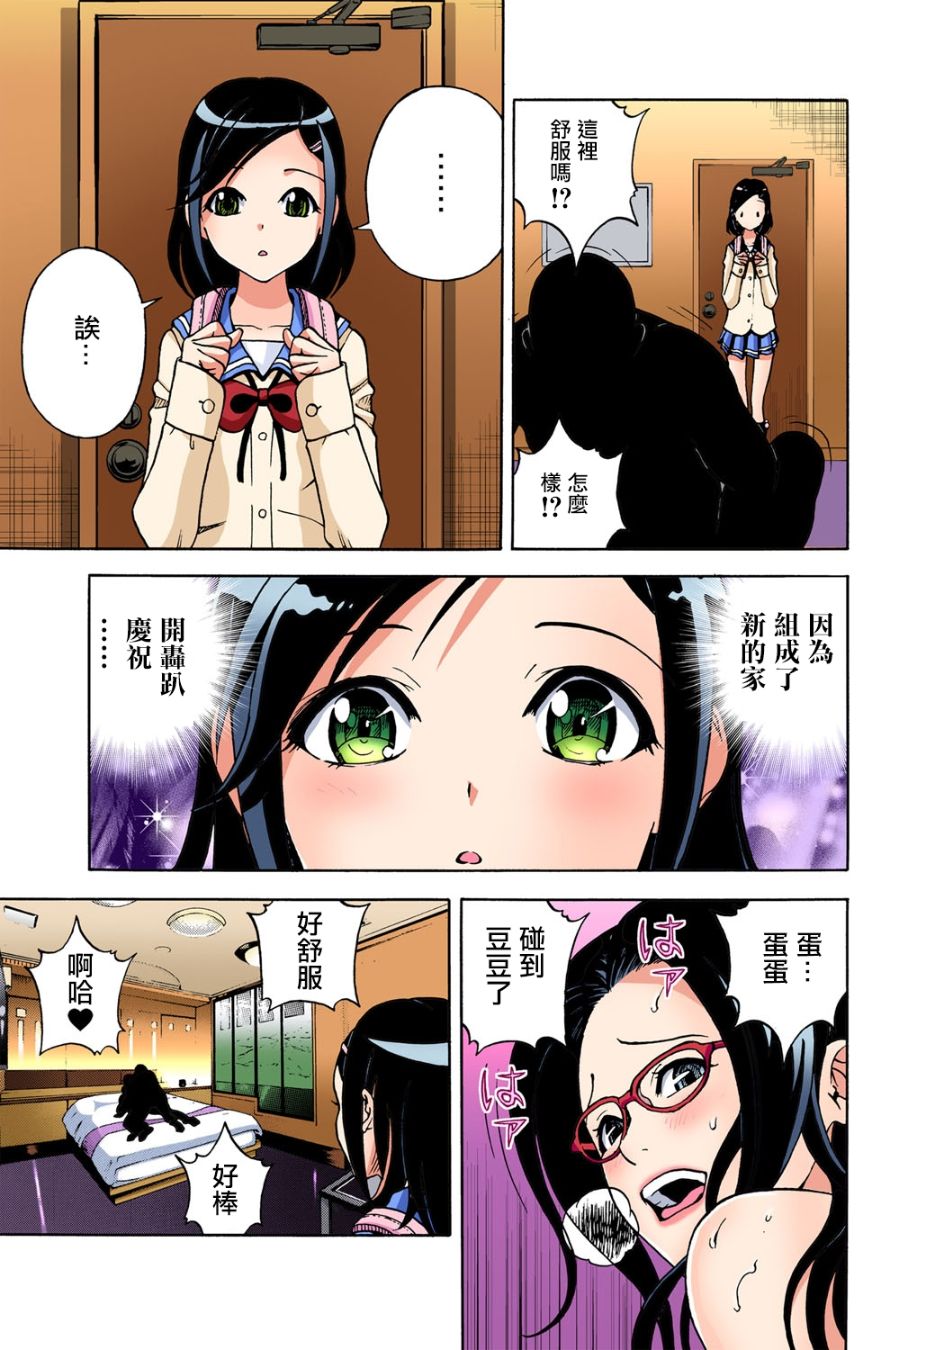 這裡
舒服嗎!?
怎麼
樣!?
……
誒…
因為
組成了
新的家
開轟趴
慶祝
……
蛋…
蛋蛋
碰到
豆豆了
はァ
はァ
好舒服
啊哈♥
好棒